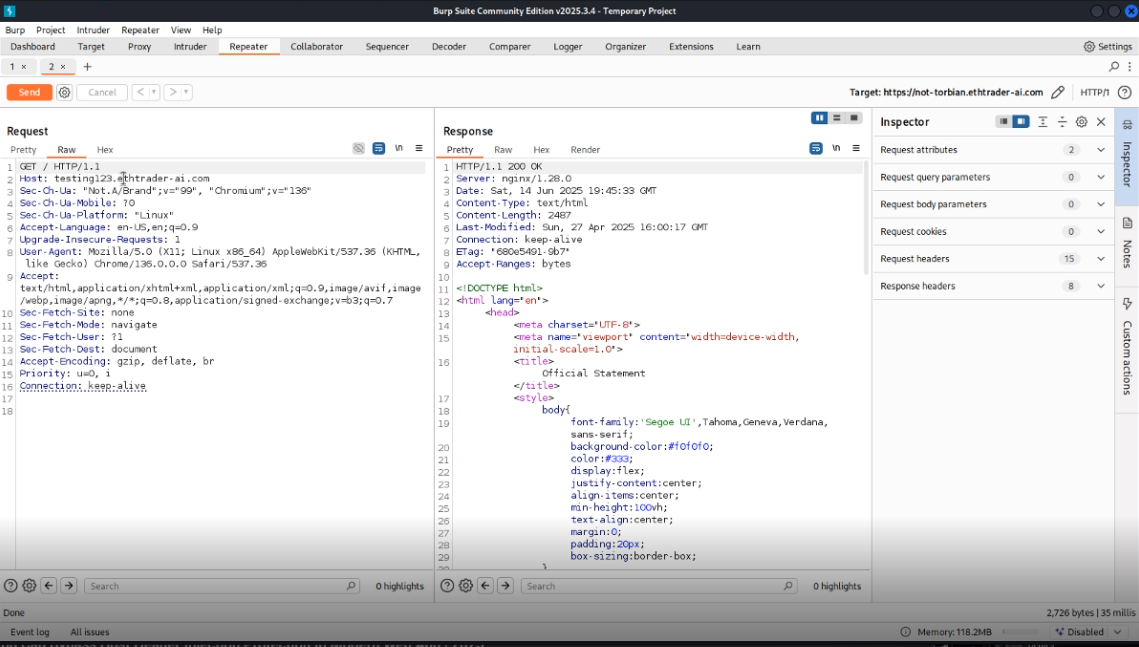 Burp Suite Community Edition v2025.3.4 - Temporary Project
Burp Project Intruder Repeater View Help
Dashboard Target Proxy Intruder Repeater Collaborator Sequencer Decoder Comparer Logger Organizer Extensions Learn Settings
1 × 2 × +
Send Cancel < > Target: https://not-torbian.ethtrader-ai.com HTTP/1
Request
Pretty Raw Hex \n
1 GET / HTTP/1.1
2 Host: testing123.ethtrader-ai.com
3 Sec-Ch-Ua: "Not.A/Brand";v="99", "Chromium";v="136"
4 Sec-Ch-Ua-Mobile: ?0
5 Sec-Ch-Ua-Platform: "Linux"
6 Accept-Language: en-US,en;q=0.9
7 Upgrade-Insecure-Requests: 1
8 User-Agent: Mozilla/5.0 (X11; Linux x86_64) AppleWebKit/537.36 (KHTML,
like Gecko) Chrome/136.0.0.0 Safari/537.36
9 Accept:
text/html,application/xhtml+xml,application/xml;q=0.9,image/avif,image
/webp,image/apng,*/*;q=0.8,application/signed-exchange;v=b3;q=0.7
10 Sec-Fetch-Site: none
11 Sec-Fetch-Mode: navigate
12 Sec-Fetch-User: ?1
13 Sec-Fetch-Dest: document
14 Accept-Encoding: gzip, deflate, br
15 Priority: u=0, i
16 Connection: keep-alive
17
18
Search 0 highlights
Response
Pretty Raw Hex Render \n
1 HTTP/1.1 200 OK
2 Server: nginx/1.28.0
3 Date: Sat, 14 Jun 2025 19:45:33 GMT
4 Content-Type: text/html
5 Content-Length: 2487
6 Last-Modified: Sun, 27 Apr 2025 16:00:17 GMT
7 Connection: keep-alive
8 ETag: "680e5491-9b7"
9 Accept-Ranges: bytes
10
11 <!DOCTYPE html>
12 <html lang="en">
13 <head>
14 <meta charset="UTF-8">
15 <meta name="viewport" content="width=device-width,
initial-scale=1.0">
16 <title>
Official Statement
</title>
17 <style>
18 body{
19 font-family:'Segoe UI',Tahoma,Geneva,Verdana,
sans-serif;
20 background-color:#f0f0f0;
21 color:#333;
22 display:flex;
23 justify-content:center;
24 align-items:center;
25 min-height:100vh;
26 text-align:center;
27 margin:0;
28 padding:20px;
29 box-sizing:border-box;
Search 0 highlights
Inspector
Request attributes 2
Request query parameters 0
Request body parameters 0
Request cookies 0
Request headers 15
Response headers 8
Inspector
Notes
Custom actions
Done 2,726 bytes | 35 millis
Event log All issues Memory: 118.2MB Disabled